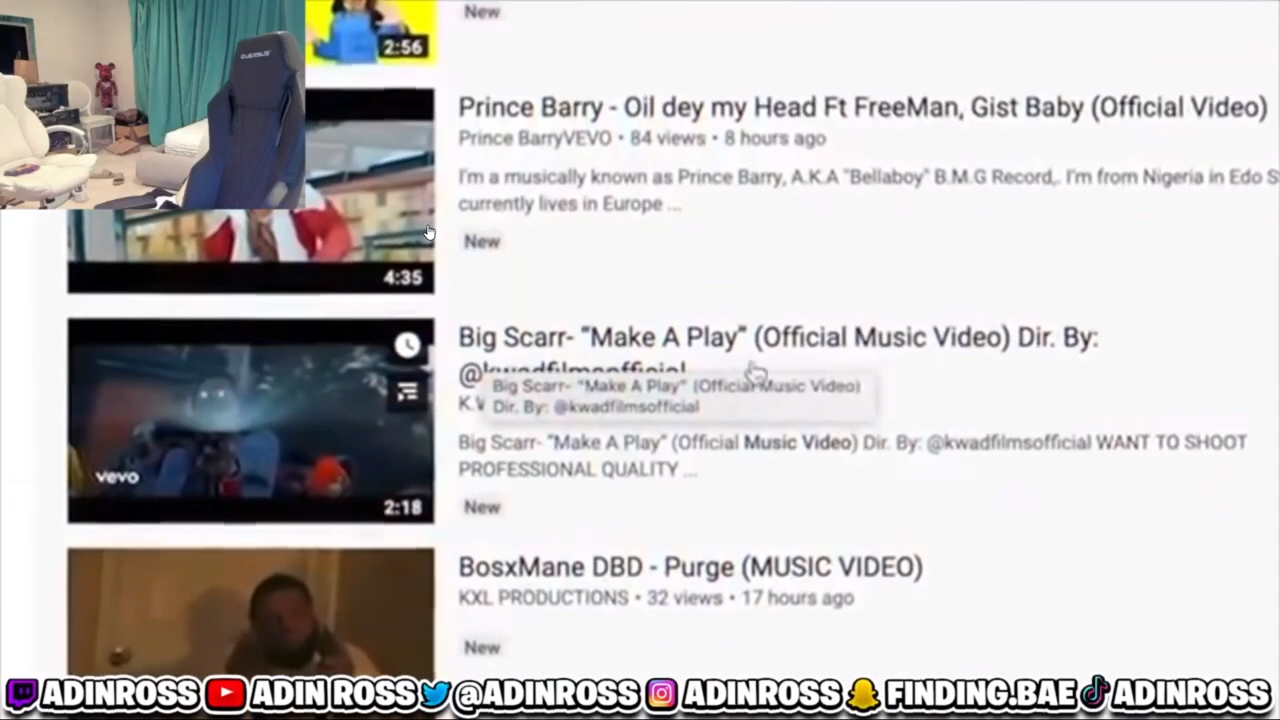 New
2:56
Prince Barry - Oil dey my Head Ft FreeMan, Gist Baby (Official Video)
Prince BarryVEVO • 84 views • 8 hours ago
I'm a musically known as Prince Barry, A.K.A "Bellaboy" B.M.G Record,. I'm from Nigeria in Edo S
currently lives in Europe ...
New
4:35
Big Scarr- “Make A Play” (Official Music Video) Dir. By:
@kwadfilmsofficial
Big Scarr- “Make A Play” (Official Music Video)
Dir. By: @kwadfilmsofficial
Big Scarr- “Make A Play” (Official Music Video) Dir. By: @kwadfilmsofficial WANT TO SHOOT
PROFESSIONAL QUALITY ...
vevo
2:18
New
BosxMane DBD - Purge (MUSIC VIDEO)
KXL PRODUCTIONS • 32 views • 17 hours ago
New
ADINROSS ADIN ROSS @ADINROSS ADINROSS FINDING.BAE ADINROSS